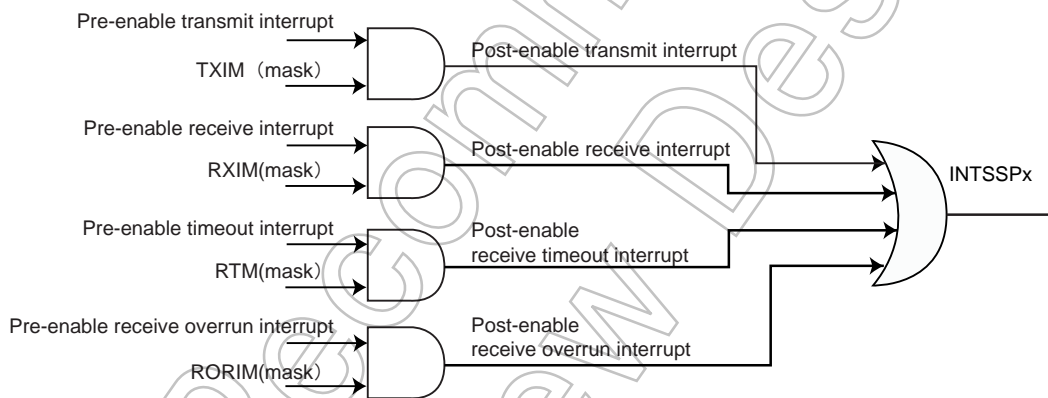 Pre-enable transmit interrupt
TXIM （mask）
Post-enable transmit interrupt
Pre-enable receive interrupt
RXIM(mask）
Post-enable receive interrupt
INTSSPx
Pre-enable timeout interrupt
RTM(mask）
Post-enable
receive timeout interrupt
Pre-enable receive overrun interrupt
RORIM(mask）
Post-enable
receive overrun interrupt